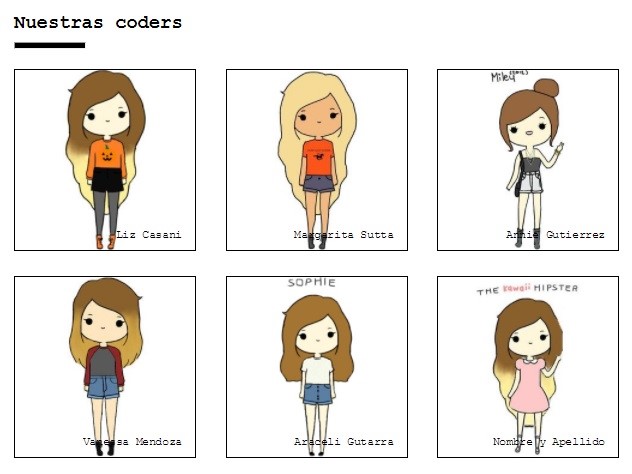 Nuestras coders
Miley
Liz Casani
Margarita Sutta
Annie Gutierrez
SOPHIE
THE Kawaii HIPSTER
Vanessa Mendoza
Araceli Gutarra
Nombre y Apellido